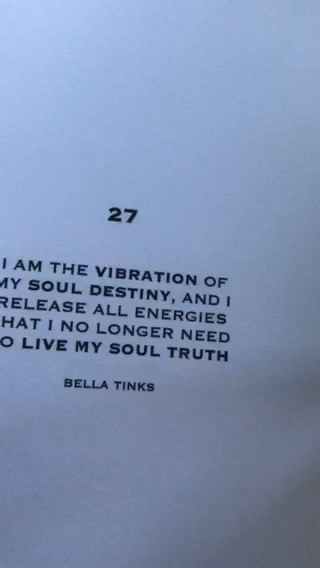 27
I AM THE VIBRATION OF
MY SOUL DESTINY, AND I
RELEASE ALL ENERGIES
HAT I NO LONGER NEED
O LIVE MY SOUL TRUTH
BELLA TINKS